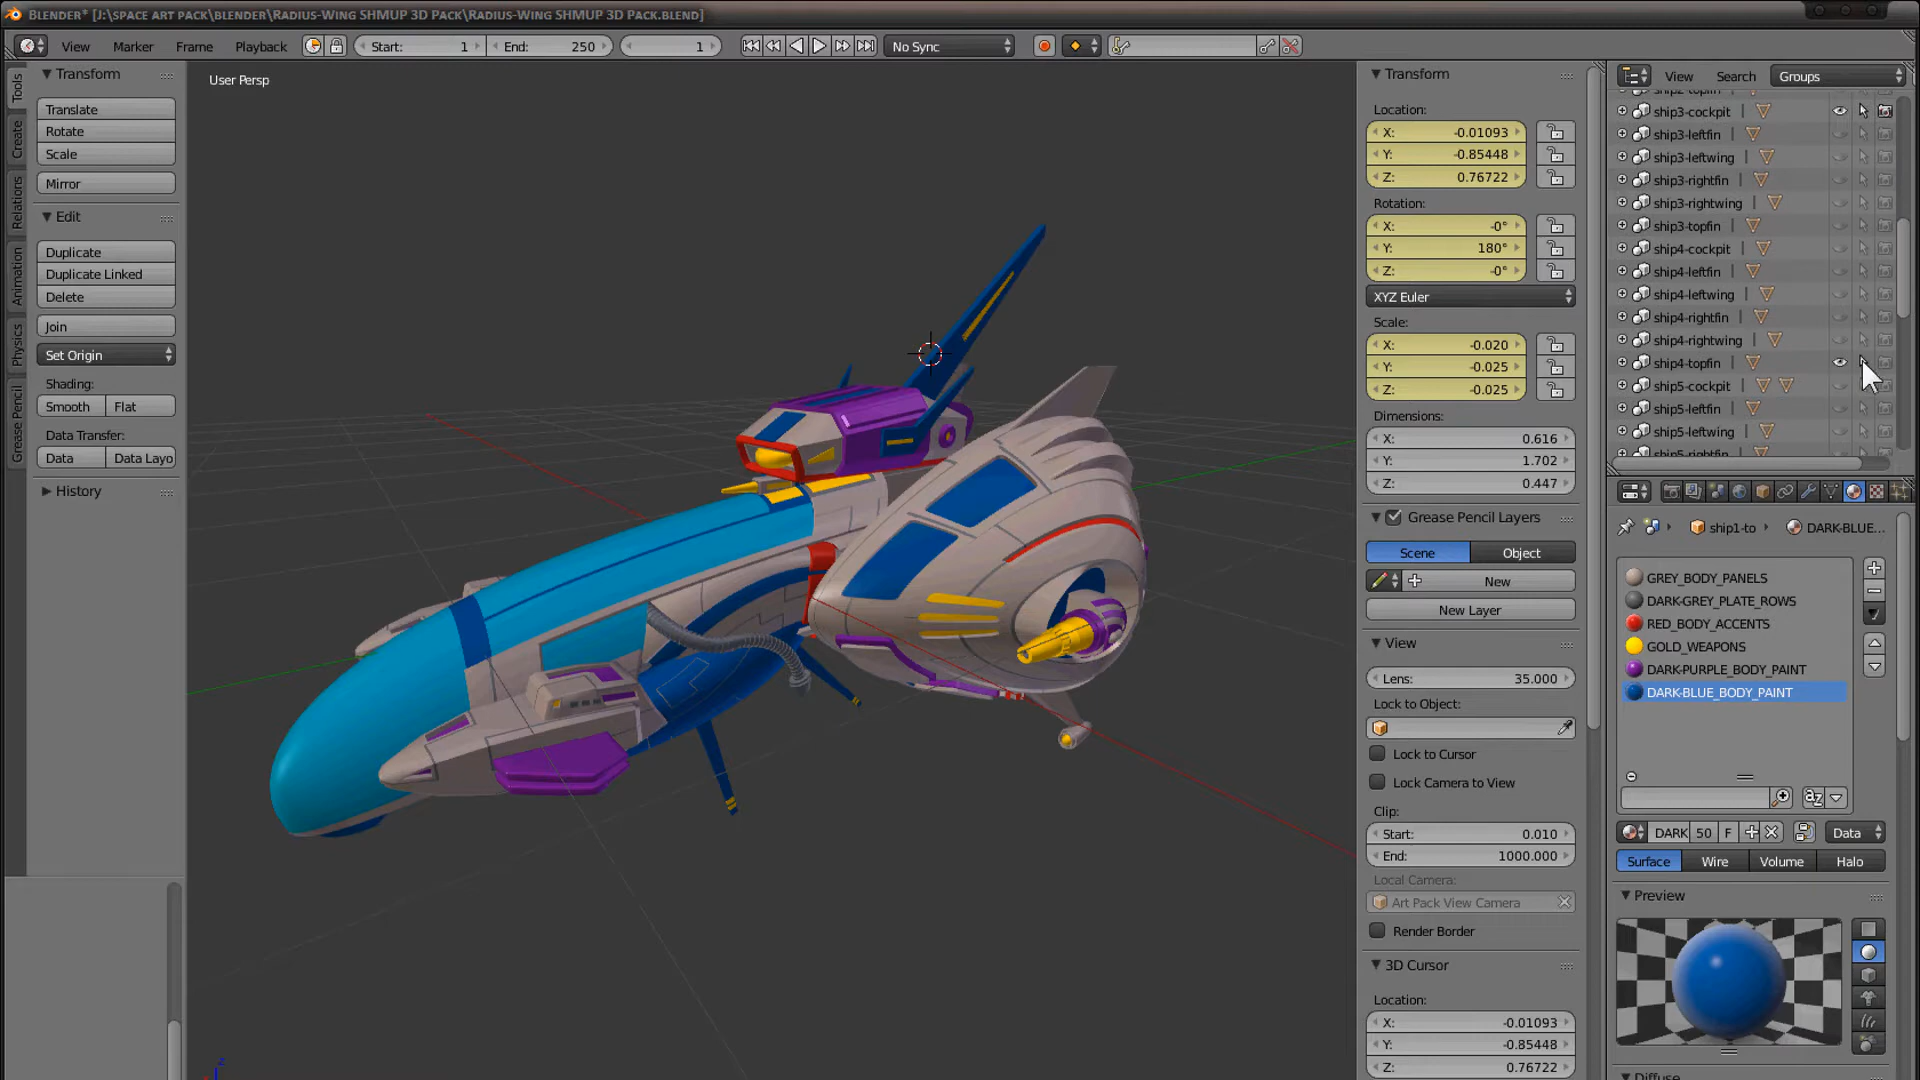 BLENDER* [J:\SPACE ART PACK\BLENDER\RADIUS-WING SHMUP 3D PACK\RADIUS-WING SHMUP 3D PACK.BLEND]
View Marker Frame Playback Start: 1 End: 250 1 No Sync
Tools
Create
Relations
Animation
Physics
Grease Pencil
Transform
Translate
Rotate
Scale
Mirror
Edit
Duplicate
Duplicate Linked
Delete
Join
Set Origin
Shading:
Smooth Flat
Data Transfer:
Data Data Layo
History
User Persp
z
Transform
Location:
X: -0.01093
Y: -0.85448
Z: 0.76722
Rotation:
X: -0°
Y: 180°
Z: -0°
XYZ Euler
Scale:
X: -0.020
Y: -0.025
Z: -0.025
Dimensions:
X: 0.616
Y: 1.702
Z: 0.447
Grease Pencil Layers
Scene Object
New
New Layer
View
Lens: 35.000
Lock to Object:
Lock to Cursor
Lock Camera to View
Clip:
Start: 0.010
End: 1000.000
Local Camera:
Art Pack View Camera
Render Border
3D Cursor
Location:
X: -0.01093
Y: -0.85448
Z: 0.76722
View Search Groups
ship2-topfin
ship3-cockpit
ship3-leftfin
ship3-leftwing
ship3-rightfin
ship3-rightwing
ship3-topfin
ship4-cockpit
ship4-leftfin
ship4-leftwing
ship4-rightfin
ship4-rightwing
ship4-topfin
ship5-cockpit
ship5-leftfin
ship5-leftwing
ship5-rightfin
ship1-to DARK-BLUE...
GREY_BODY_PANELS
DARK-GREY_PLATE_ROWS
RED_BODY_ACCENTS
GOLD_WEAPONS
DARK-PURPLE_BODY_PAINT
DARK-BLUE_BODY_PAINT
DARK 50 F Data
Surface Wire Volume Halo
Preview
Diffuse